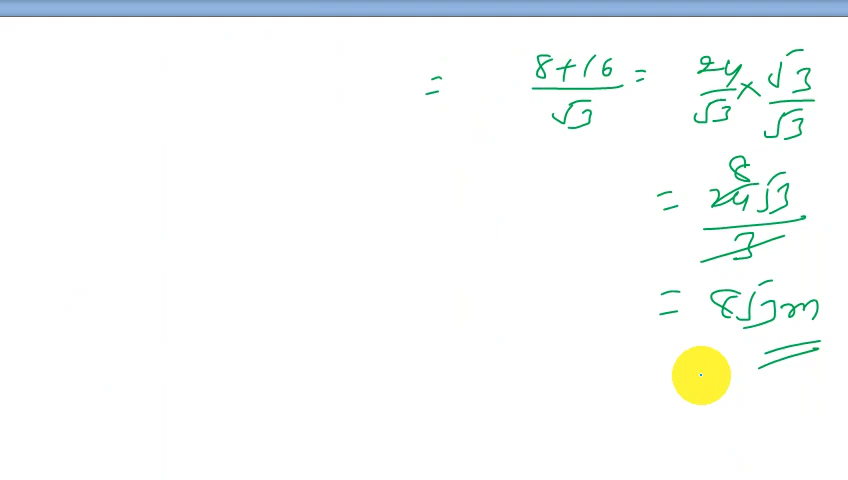 = 8+16/√3 = 24/√3 × √3/√3
= 8 24√3/3
= 8√3m